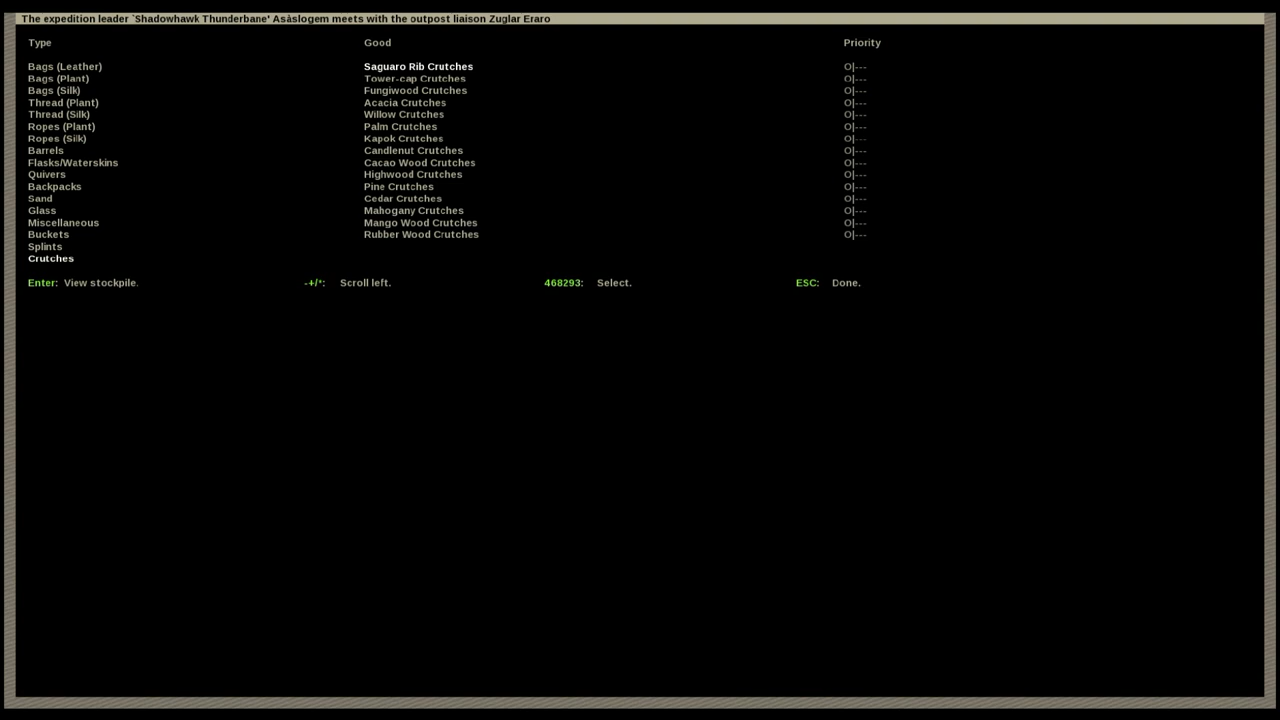 The expedition leader `Shadowhawk Thunderbane' Asàslogem meets with the outpost liaison Zuglar Eraro
Type Good Priority
Bags (Leather) Saguaro Rib Crutches O|---
Bags (Plant) Tower-cap Crutches O|---
Bags (Silk) Fungiwood Crutches O|---
Thread (Plant) Acacia Crutches O|---
Thread (Silk) Willow Crutches O|---
Ropes (Plant) Palm Crutches O|---
Ropes (Silk) Kapok Crutches O|---
Barrels Candlenut Crutches O|---
Flasks/Waterskins Cacao Wood Crutches O|---
Quivers Highwood Crutches O|---
Backpacks Pine Crutches O|---
Sand Cedar Crutches O|---
Glass Mahogany Crutches O|---
Miscellaneous Mango Wood Crutches O|---
Buckets Rubber Wood Crutches O|---
Splints
Crutches
Enter: View stockpile. -+/*: Scroll left. 468293: Select. ESC: Done.